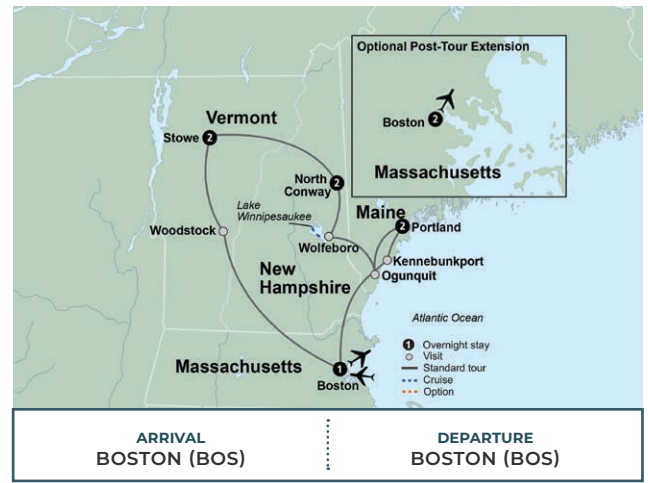 Optional Post-Tour Extension
Boston 2
Massachusetts
Vermont
Stowe 2
North
Conway 2
Lake
Winnipesaukee
Maine
2 Portland
Woodstock
Wolfeboro
Kennebunkport
Ogunquit
New
Hampshire
Atlantic Ocean
1 Overnight stay
Visit
Standard tour
Cruise
Option
Massachusetts
1
Boston
ARRIVAL
BOSTON (BOS)
DEPARTURE
BOSTON (BOS)